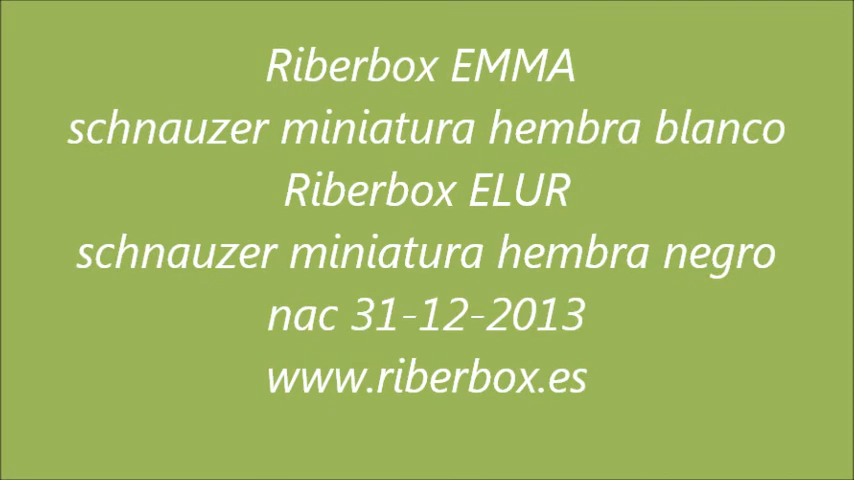 Riberbox EMMA
schnauzer miniatura hembra blanco
Riberbox ELUR
schnauzer miniatura hembra negro
nac 31-12-2013
www.riberbox.es